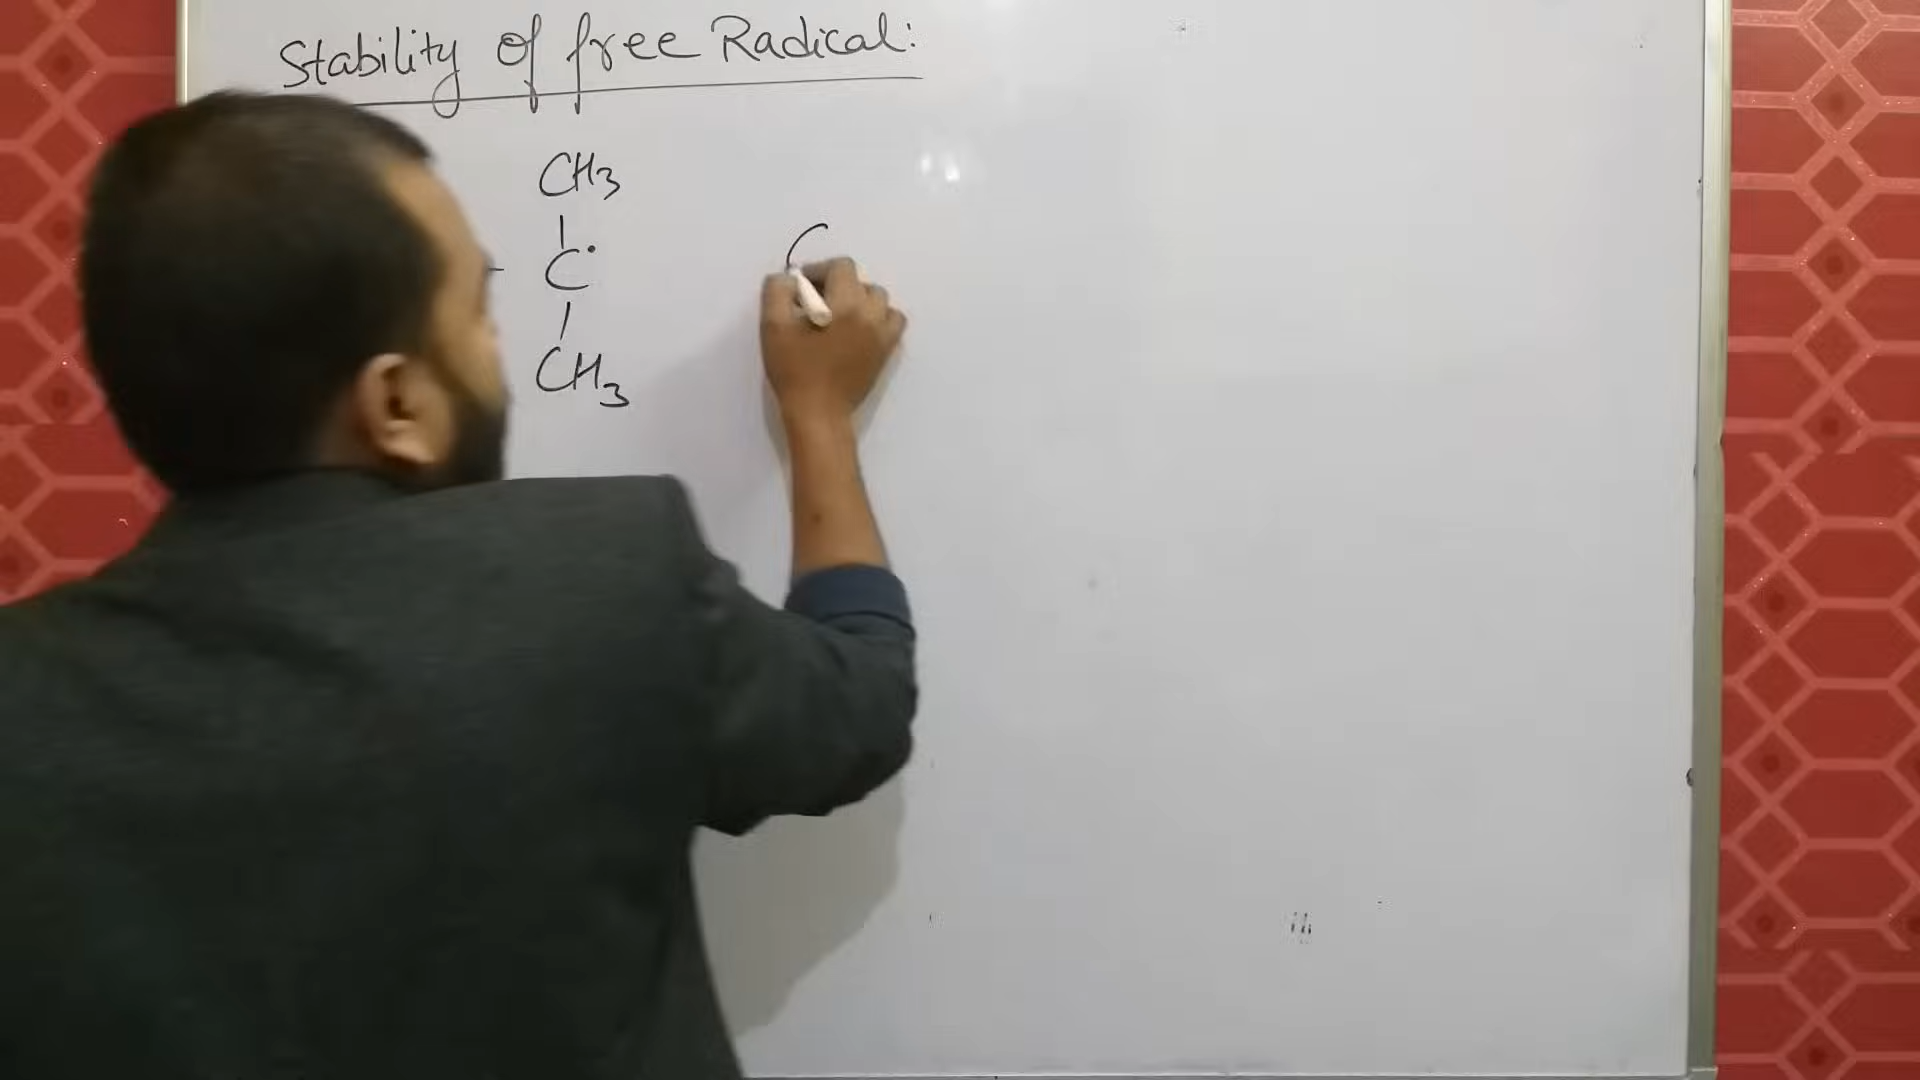 Stability of free Radical:
CH3
|
- C•
|
CH3
C